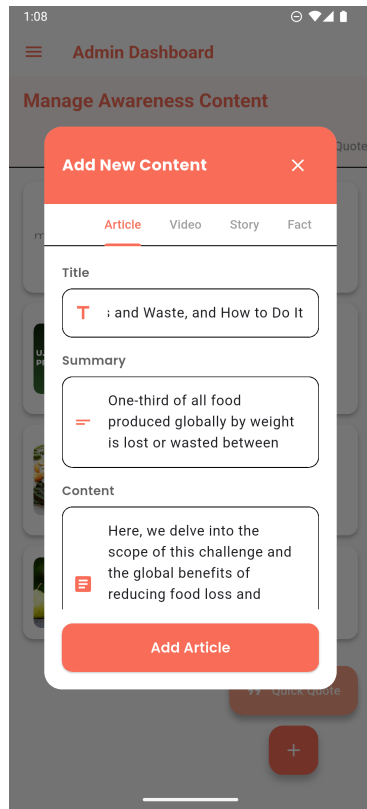 1:08
Admin Dashboard
Manage Awareness Content
Quote
Add New Content
Article Video Story Fact
Title
s and Waste, and How to Do It
Summary
One-third of all food
produced globally by weight
is lost or wasted between
Content
Here, we delve into the
scope of this challenge and
the global benefits of
reducing food loss and
Add Article
Quick Quote